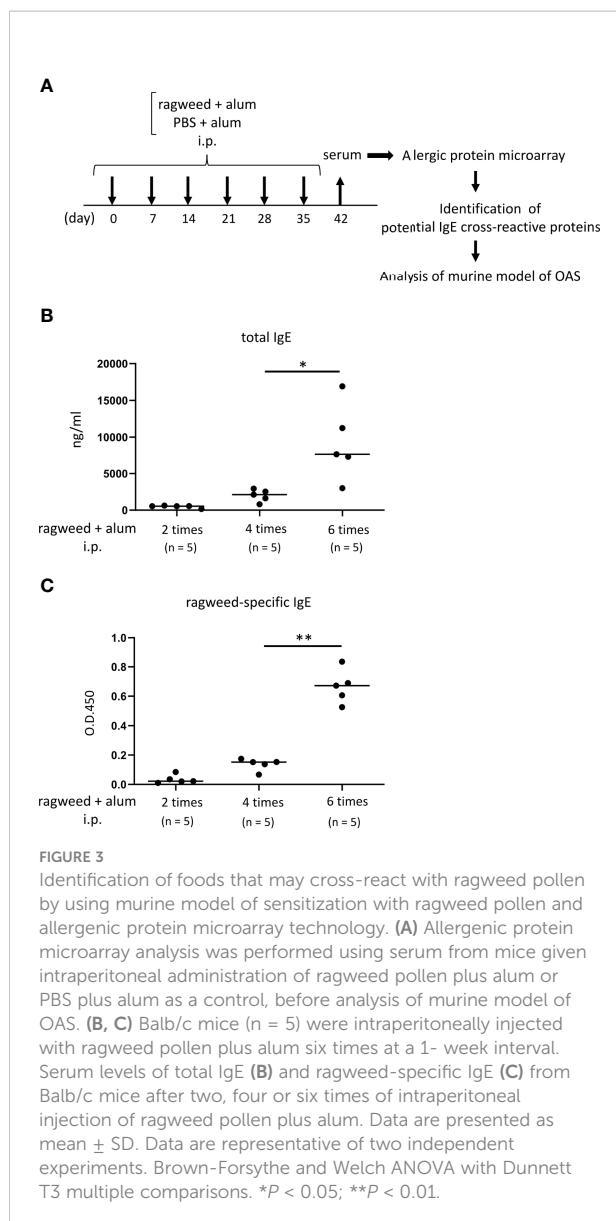 A
ragweed + alum
PBS + alum
i.p.
serum
Allergic protein microarray
(day) 0 7 14 21 28 35 42
Identification of
potential IgE cross-reactive proteins
Analysis of murine model of OAS
B
total IgE
*
20000
15000
10000
5000
0
ng/ml
ragweed + alum 2 times 4 times 6 times
i.p. (n = 5) (n = 5) (n = 5)
C
ragweed-specific IgE
**
1.0
0.8
0.6
0.4
0.2
0.0
O.D.450
ragweed + alum 2 times 4 times 6 times
i.p. (n = 5) (n = 5) (n = 5)
FIGURE 3
Identification of foods that may cross-react with ragweed pollen
by using murine model of sensitization with ragweed pollen and
allergenic protein microarray technology. (A) Allergenic protein
microarray analysis was performed using serum from mice given
intraperitoneal administration of ragweed pollen plus alum or
PBS plus alum as a control, before analysis of murine model of
OAS. (B, C) Balb/c mice (n = 5) were intraperitoneally injected
with ragweed pollen plus alum six times at a 1- week interval.
Serum levels of total IgE (B) and ragweed-specific IgE (C) from
Balb/c mice after two, four or six times of intraperitoneal
injection of ragweed pollen plus alum. Data are presented as
mean ± SD. Data are representative of two independent
experiments. Brown-Forsythe and Welch ANOVA with Dunnett
T3 multiple comparisons. *P < 0.05; **P < 0.01.